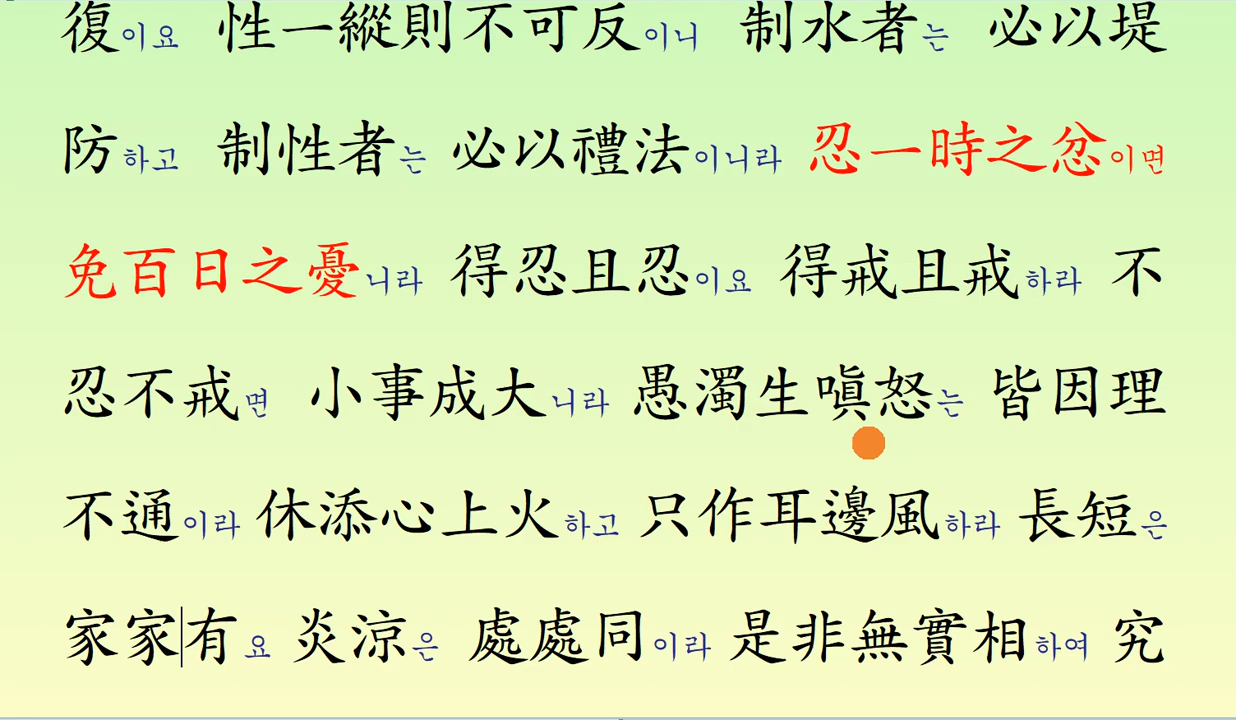 復이요 性一縱則不可反이니 制水者는 必以堤
防하고 制性者는 必以禮法이니라 忍一時之忿이면
免百日之憂니라 得忍且忍이요 得戒且戒하라 不
忍不戒면 小事成大니라 愚濁生嗔怒는 皆因理
不通이라 休添心上火하고 只作耳邊風하라 長短은
家家有요 炎涼은 處處同이라 是非無實相하여 究